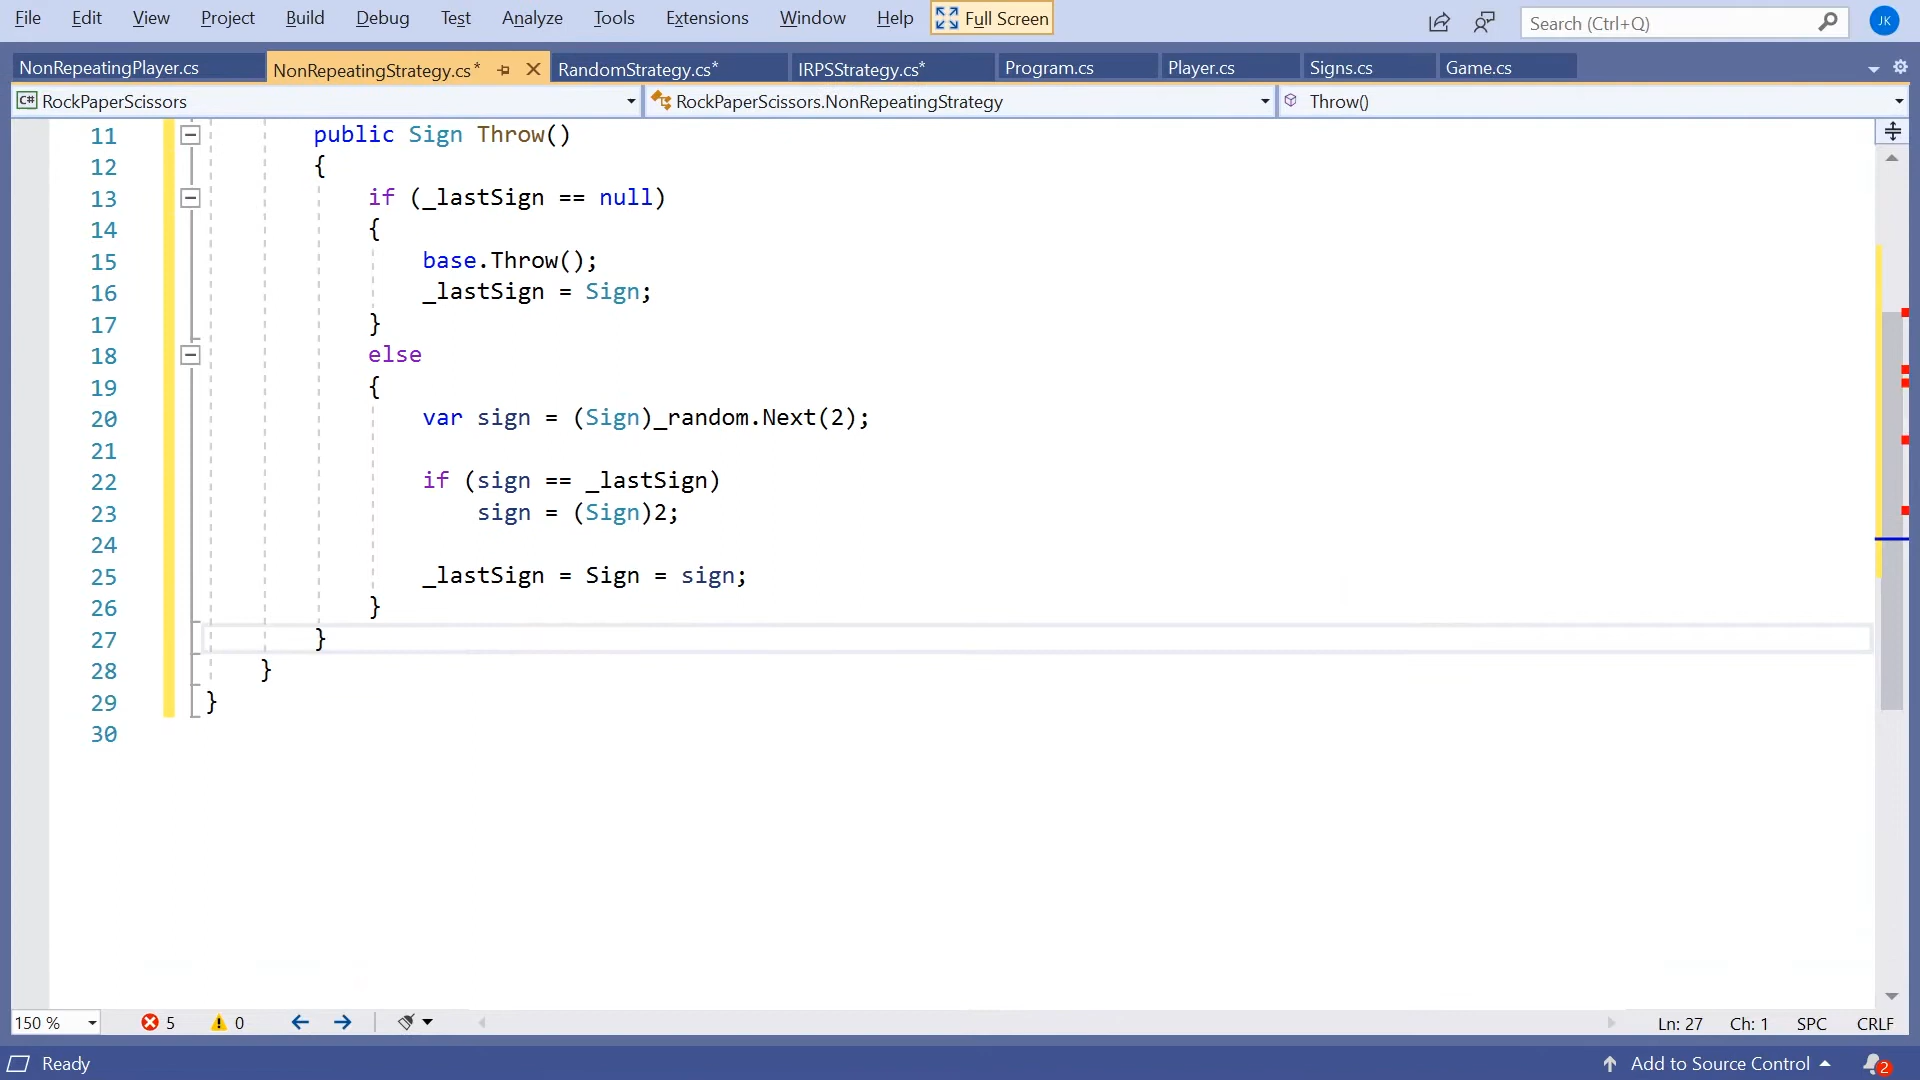 File Edit View Project Build Debug Test Analyze Tools Extensions Window Help Full Screen Search (Ctrl+Q) JK
NonRepeatingPlayer.cs NonRepeatingStrategy.cs* RandomStrategy.cs* IRPSStrategy.cs* Program.cs Player.cs Signs.cs Game.cs
C# RockPaperScissors RockPaperScissors.NonRepeatingStrategy Throw()
11 public Sign Throw()
12 {
13 if (_lastSign == null)
14 {
15 base.Throw();
16 _lastSign = Sign;
17 }
18 else
19 {
20 var sign = (Sign)_random.Next(2);
21
22 if (sign == _lastSign)
23 sign = (Sign)2;
24
25 _lastSign = Sign = sign;
26 }
27 }
28 }
29 }
30
150 % 5 0 Ln: 27 Ch: 1 SPC CRLF
Ready Add to Source Control 2